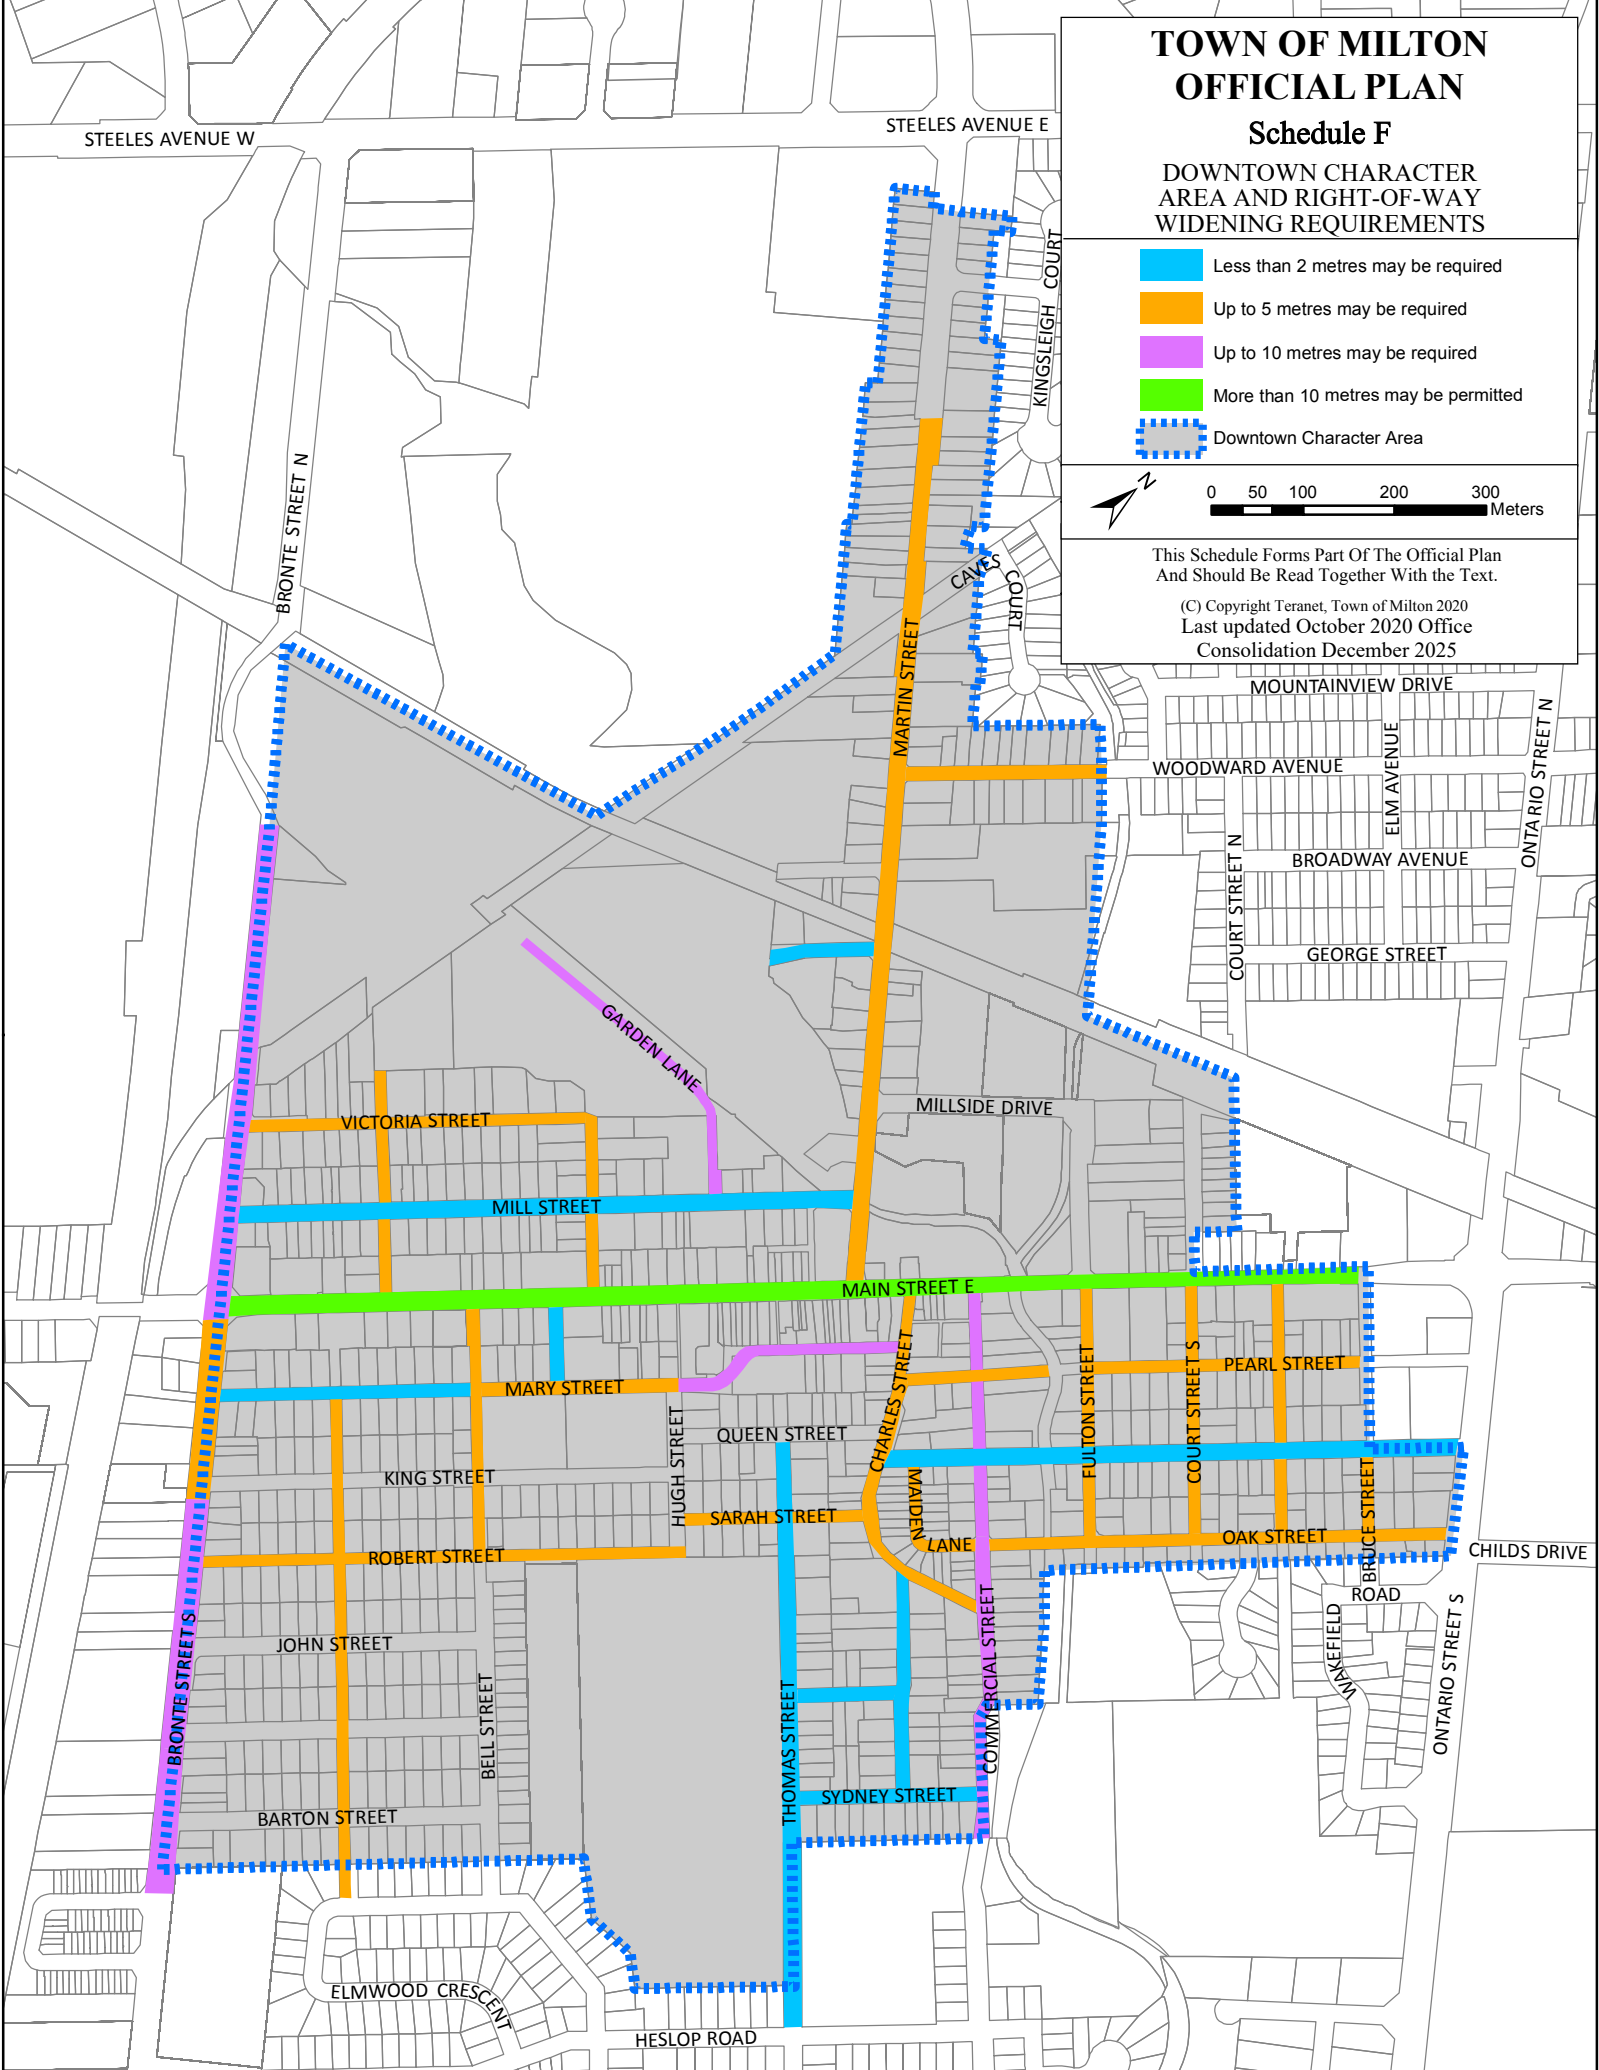 TOWN OF MILTON
OFFICIAL PLAN
Schedule F
DOWNTOWN CHARACTER
AREA AND RIGHT-OF-WAY
WIDENING REQUIREMENTS
Less than 2 metres may be required
Up to 5 metres may be required
Up to 10 metres may be required
More than 10 metres may be permitted
Downtown Character Area
N
0 50 100 200 300
Meters
This Schedule Forms Part Of The Official Plan
And Should Be Read Together With the Text.
(C) Copyright Teranet, Town of Milton 2020
Last updated October 2020 Office
Consolidation December 2025
STEELES AVENUE W
STEELES AVENUE E
KINGSLEIGH COURT
BRONTE STREET N
CAVES COURT
MARTIN STREET
MOUNTAINVIEW DRIVE
WOODWARD AVENUE
ELM AVENUE
ONTARIO STREET N
BROADWAY AVENUE
COURT STREET N
GEORGE STREET
GARDEN LANE
MILLSIDE DRIVE
VICTORIA STREET
MILL STREET
MAIN STREET E
PEARL STREET
MARY STREET
CHARLES STREET
FULTON STREET
COURT STREET S
QUEEN STREET
HUGH STREET
KING STREET
SARAH STREET
MAIDEN LANE
OAK STREET
BRUCE STREET
CHILDS DRIVE
ROBERT STREET
WAKEFIELD ROAD
ONTARIO STREET S
JOHN STREET
BRONTE STREET S
BELL STREET
THOMAS STREET
COMMERCIAL STREET
SYDNEY STREET
BARTON STREET
ELMWOOD CRESCENT
HESLOP ROAD